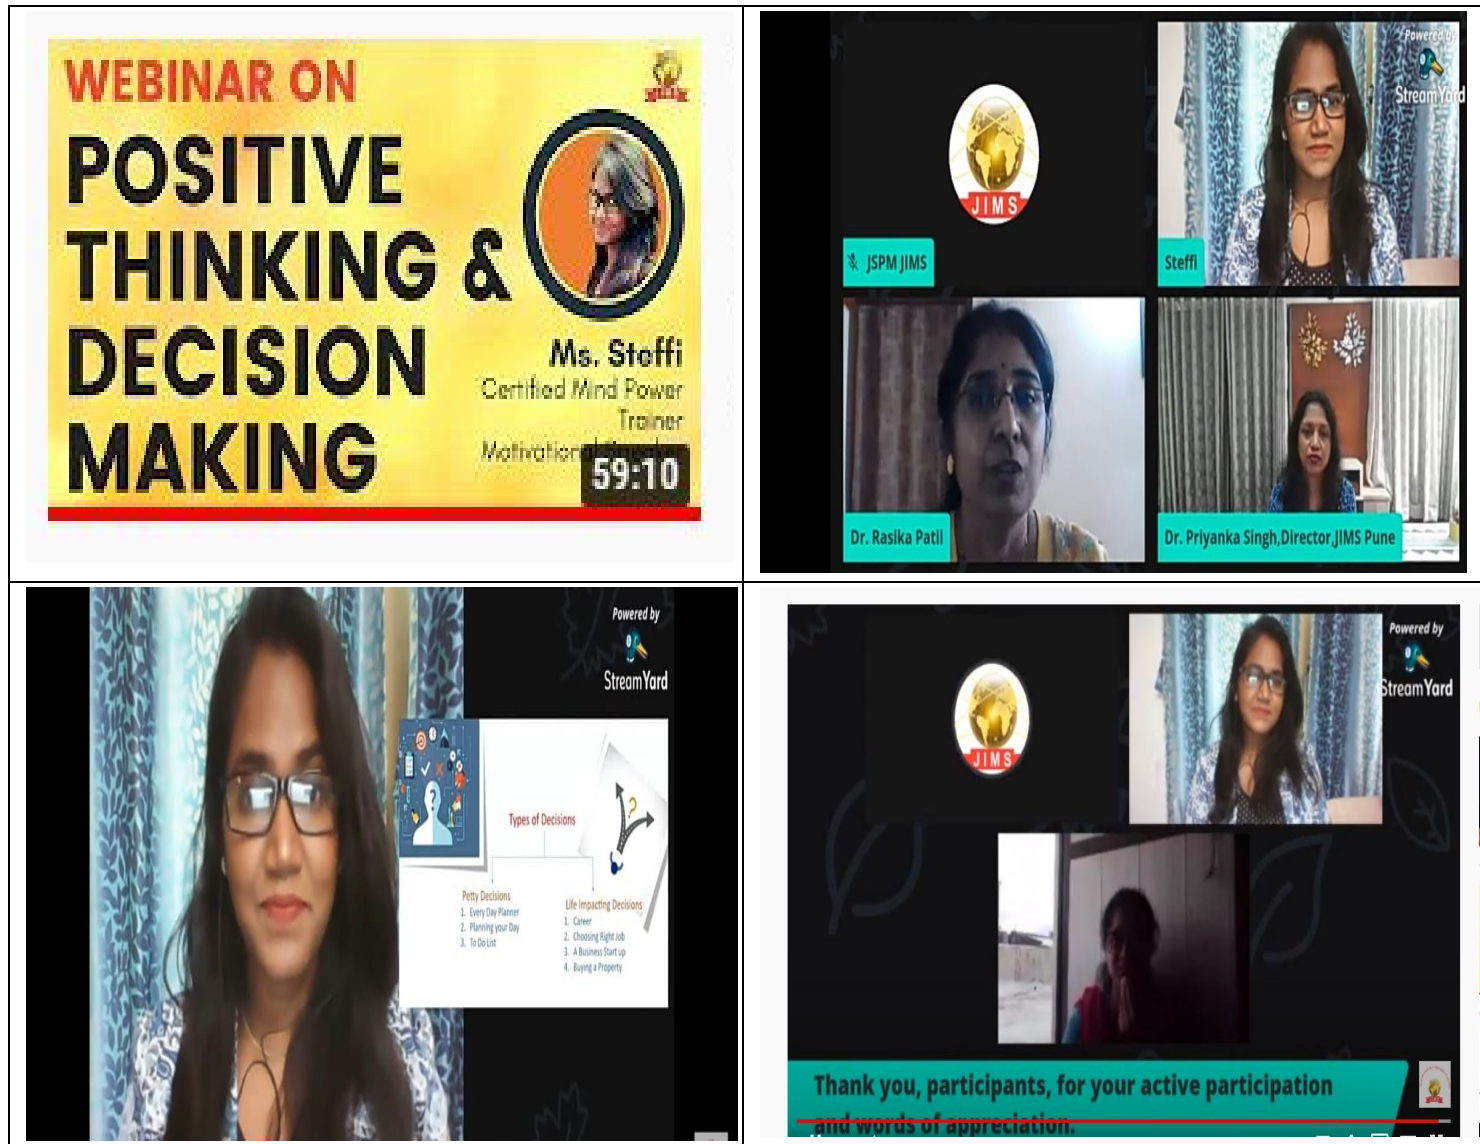 WEBINAR ON
POSITIVE
THINKING &
DECISION
MAKING
Ms. Steffi
Certified Mind Power
Trainer
Motivational Speaker
59:10
JIMS
JSPM JIMS
Powered by
StreamYard
Steffi
Dr. Rasika Patil
Dr. Priyanka Singh,Director,JIMS Pune
Powered by
StreamYard
Types of Decisions
Petty Decisions
1. Every Day Planner
2. Planning your Day
3. To Do List
Life Impacting Decisions
1. Career
2. Choosing Right Job
3. A Business Start up
4. Buying a Property
JIMS
Powered by
StreamYard
Thank you, participants, for your active participation
and words of appreciation.